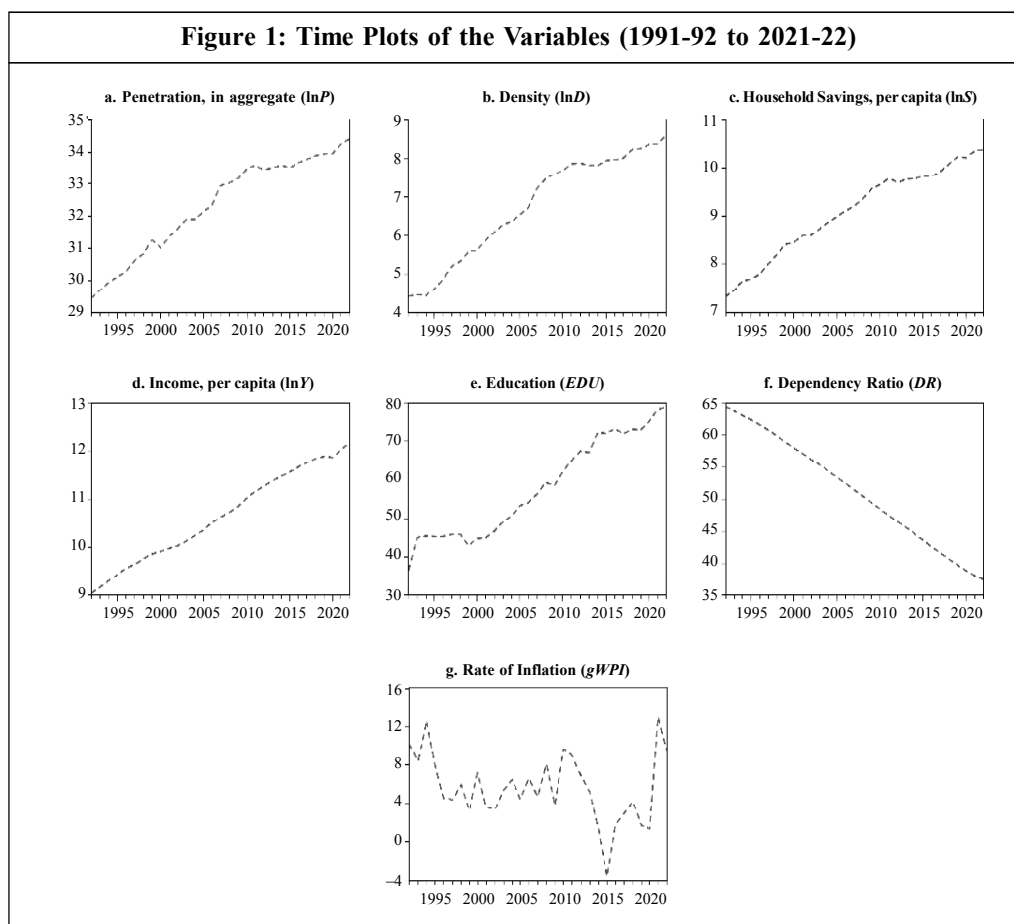 Figure 1: Time Plots of the Variables (1991-92 to 2021-22)
a. Penetration, in aggregate (lnP)
35
34
33
32
31
30
29
1995 2000 2005 2010 2015 2020
b. Density (lnD)
9
8
7
6
5
4
1995 2000 2005 2010 2015 2020
c. Household Savings, per capita (lnS)
11
10
9
8
7
1995 2000 2005 2010 2015 2020
d. Income, per capita (lnY)
13
12
11
10
9
1995 2000 2005 2010 2015 2020
e. Education (EDU)
80
70
60
50
40
30
1995 2000 2005 2010 2015 2020
f. Dependency Ratio (DR)
65
60
55
50
45
40
35
1995 2000 2005 2010 2015 2020
g. Rate of Inflation (gWPI)
16
12
8
4
0
–4
1995 2000 2005 2010 2015 2020